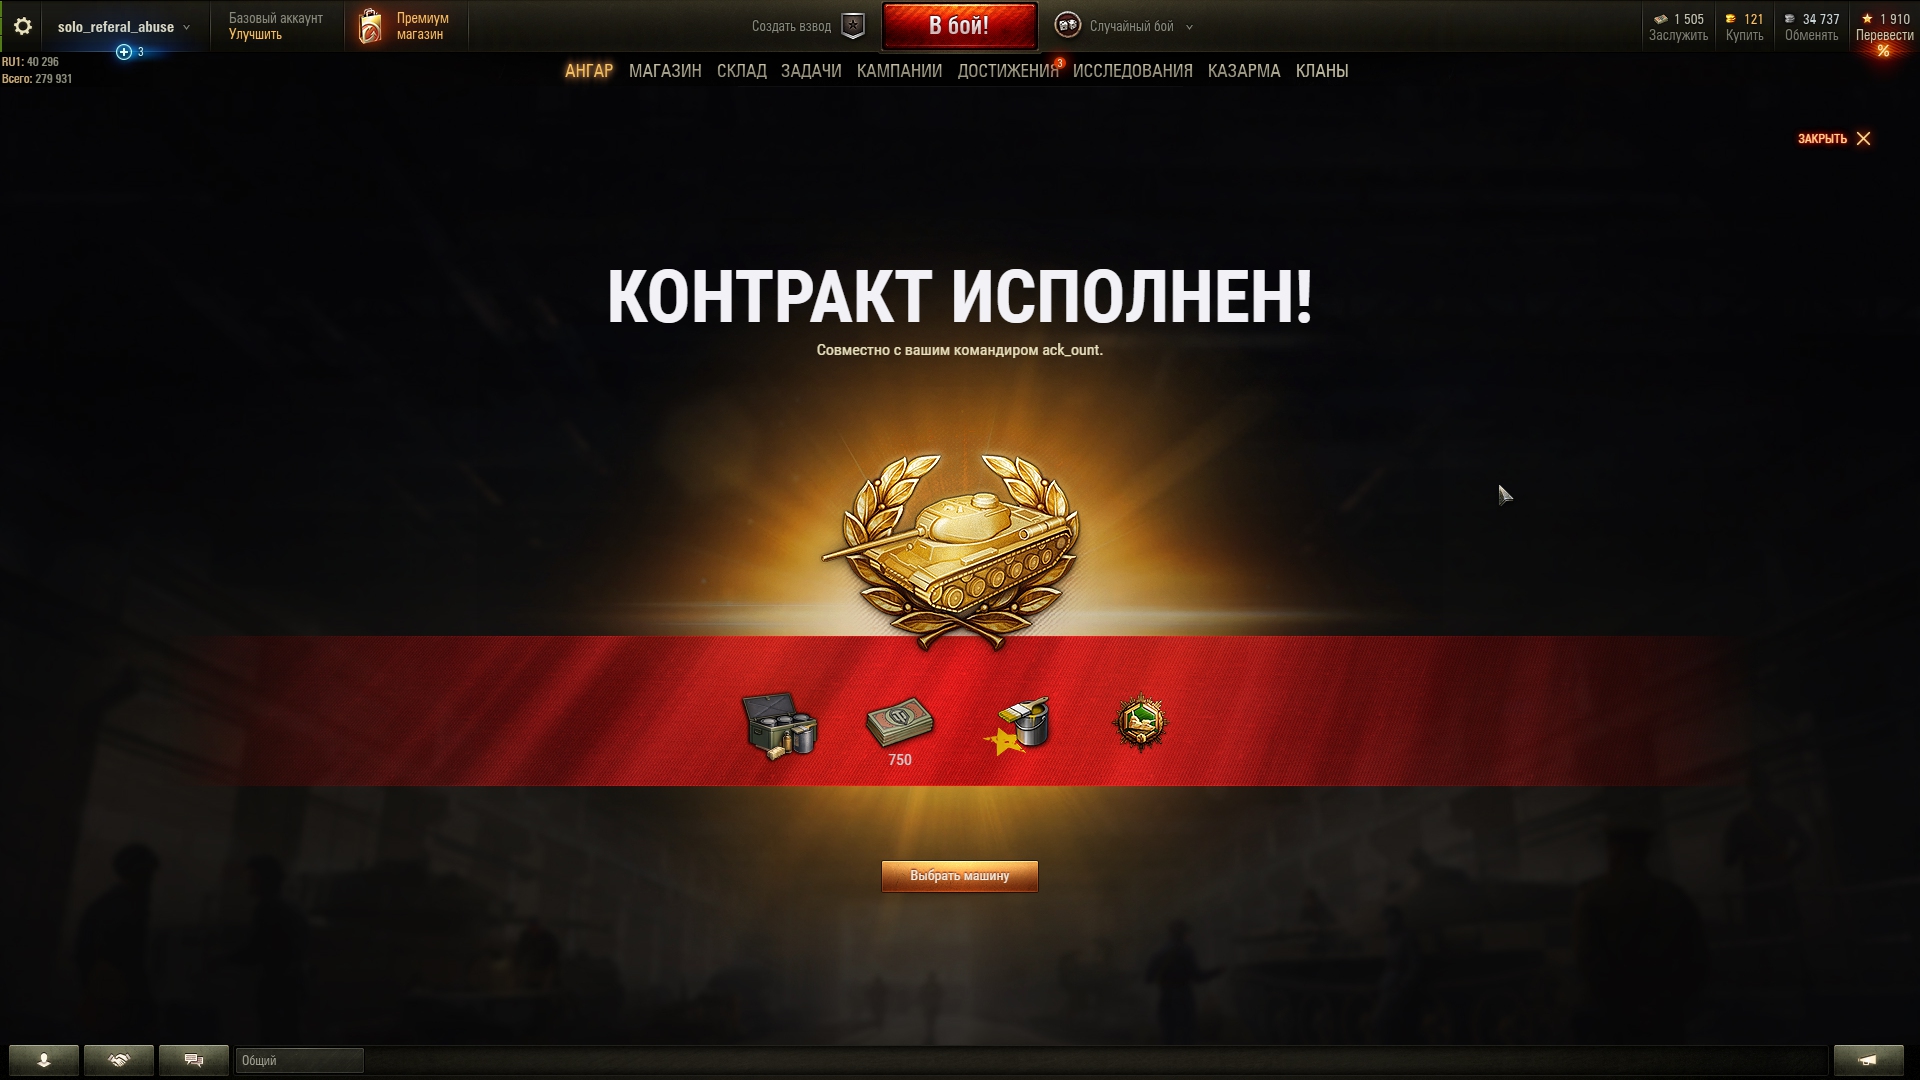 solo_referal_abuse
3
Базовый аккаунт
Улучшить
Премиум
магазин
Создать взвод
В бой!
Случайный бой
1 505
Заслужить
121
Купить
34 737
Обменять
1 910
Перевести
%
RU1: 40 296
Всего: 279 931
АНГАР
МАГАЗИН
СКЛАД
ЗАДАЧИ
КАМПАНИИ
ДОСТИЖЕНИЯ
3
ИССЛЕДОВАНИЯ
КАЗАРМА
КЛАНЫ
ЗАКРЫТЬ
КОНТРАКТ ИСПОЛНЕН!
Совместно с вашим командиром ack_ount.
750
Выбрать машину
Общий